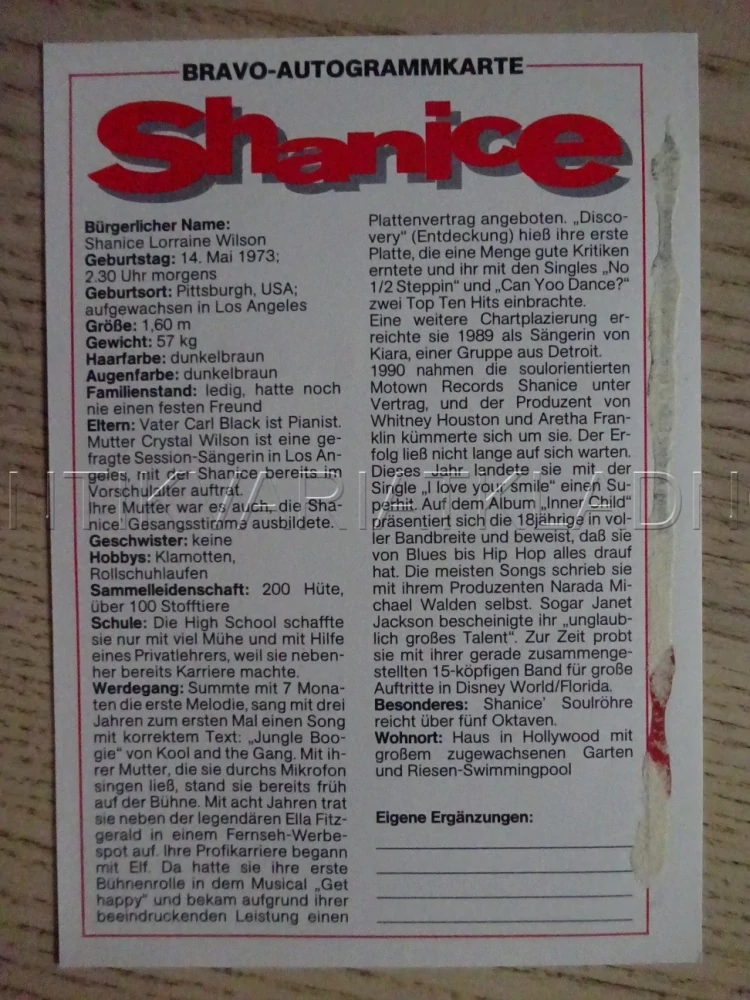 BRAVO-AUTOGRAMMKARTE
Shanice
Bürgerlicher Name:
Shanice Lorraine Wilson
Geburtstag: 14. Mai 1973;
2.30 Uhr morgens
Geburtsort: Pittsburgh, USA;
aufgewachsen in Los Angeles
Größe: 1,60 m
Gewicht: 57 kg
Haarfarbe: dunkelbraun
Augenfarbe: dunkelbraun
Familienstand: ledig, hatte noch
nie einen festen Freund
Eltern: Vater Carl Black ist Pianist.
Mutter Crystal Wilson ist eine ge-
fragte Session-Sängerin in Los An-
geles, mit der Shanice bereits im
Vorschulalter auftrat.
Ihre Mutter war es auch, die Sha-
nice' Gesangsstimme ausbildete.
Geschwister: keine
Hobbys: Klamotten,
Rollschuhlaufen
Sammelleidenschaft: 200 Hüte,
über 100 Stofftiere
Schule: Die High School schaffte
sie nur mit viel Mühe und mit Hilfe
eines Privatlehrers, weil sie neben-
her bereits Karriere machte.
Werdegang: Summte mit 7 Mona-
ten die erste Melodie, sang mit drei
Jahren zum ersten Mal einen Song
mit korrektem Text: „Jungle Boo-
gie" von Kool and the Gang. Mit ih-
rer Mutter, die sie durchs Mikrofon
singen ließ, stand sie bereits früh
auf der Bühne. Mit acht Jahren trat
sie neben der legendären Ella Fitz-
gerald in einem Fernseh-Werbe-
spot auf. Ihre Profikarriere begann
mit Elf. Da hatte sie ihre erste
Bühnenrolle in dem Musical „Get
happy" und bekam aufgrund ihrer
beeindruckenden Leistung einen
Plattenvertrag angeboten. „Disco-
very" (Entdeckung) hieß ihre erste
Platte, die eine Menge gute Kritiken
erntete und ihr mit den Singles „No
1/2 Steppin" und „Can Yoo Dance?"
zwei Top Ten Hits einbrachte.
Eine weitere Chartplazierung er-
reichte sie 1989 als Sängerin von
Kiara, einer Gruppe aus Detroit.
1990 nahmen die soulorientierten
Motown Records Shanice unter
Vertrag, und der Produzent von
Whitney Houston und Aretha Fran-
klin kümmerte sich um sie. Der Er-
folg ließ nicht lange auf sich warten.
Dieses Jahr landete sie mit der
Single „I love your smile" einen Su-
perhit. Auf dem Album „Inner Child"
präsentiert sich die 18jährige in vol-
ler Bandbreite und beweist, daß sie
von Blues bis Hip Hop alles drauf
hat. Die meisten Songs schrieb sie
mit ihrem Produzenten Narada Mi-
chael Walden selbst. Sogar Janet
Jackson bescheinigte ihr „unglaub-
lich großes Talent". Zur Zeit probt
sie mit ihrer gerade zusammenge-
stellten 15-köpfigen Band für große
Auftritte in Disney World/Florida.
Besonderes: Shanice' Soulröhre
reicht über fünf Oktaven.
Wohnort: Haus in Hollywood mit
großem zugewachsenen Garten
und Riesen-Swimmingpool
Eigene Ergänzungen: